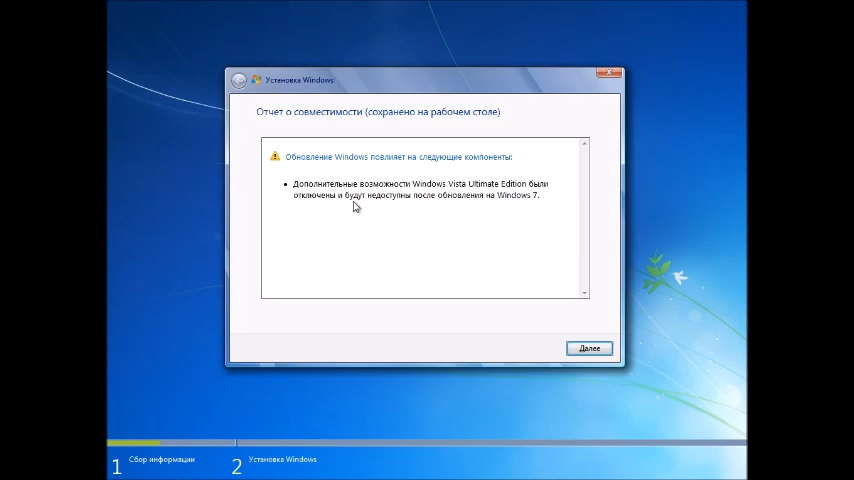 Установка Windows
Отчет о совместимости (сохранено на рабочем столе)
Обновление Windows повлияет на следующие компоненты:
• Дополнительные возможности Windows Vista Ultimate Edition были
отключены и будут недоступны после обновления на Windows 7.
Далее
1 Сбор информации
2 Установка Windows